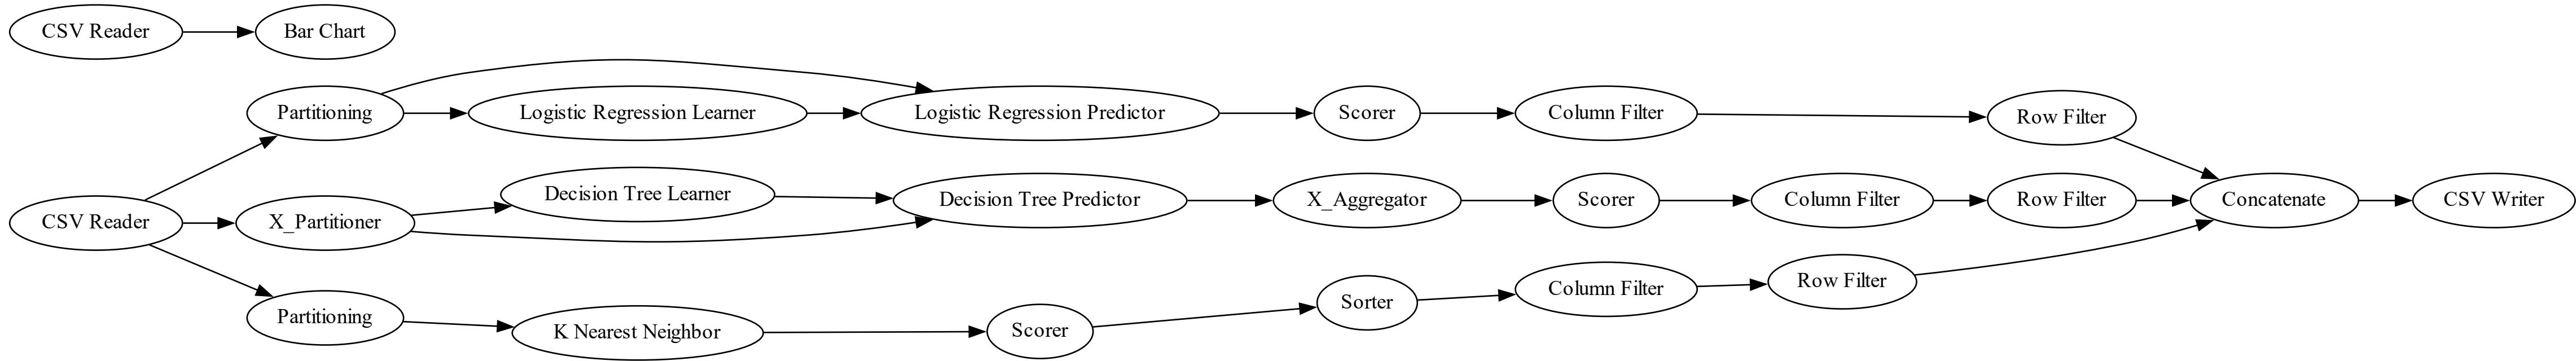 CSV Reader
Bar Chart
Partitioning
Logistic Regression Learner
Logistic Regression Predictor
Scorer
Column Filter
Row Filter
CSV Reader
X_Partitioner
Decision Tree Learner
Decision Tree Predictor
X_Aggregator
Scorer
Column Filter
Row Filter
Concatenate
CSV Writer
Partitioning
K Nearest Neighbor
Scorer
Sorter
Column Filter
Row Filter